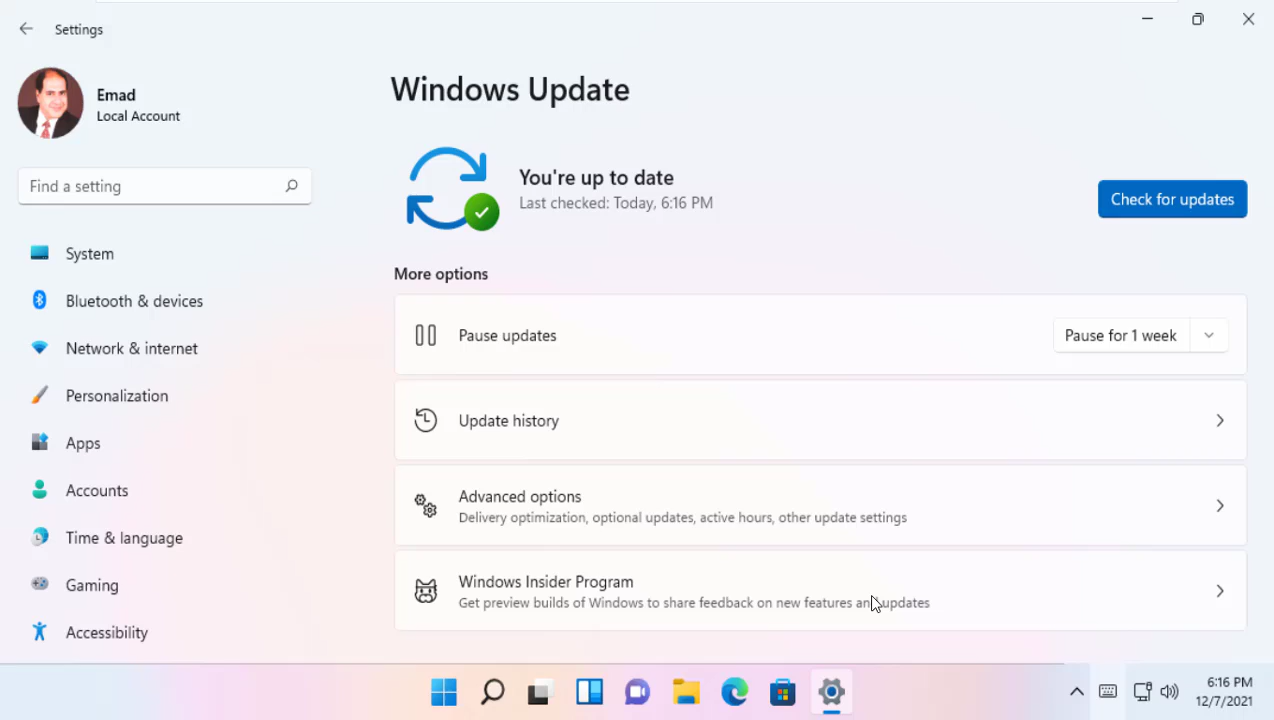 Settings
Emad
Local Account
Find a setting
System
Bluetooth & devices
Network & internet
Personalization
Apps
Accounts
Time & language
Gaming
Accessibility
Windows Update
You're up to date
Last checked: Today, 6:16 PM
Check for updates
More options
Pause updates
Pause for 1 week
Update history
Advanced options
Delivery optimization, optional updates, active hours, other update settings
Windows Insider Program
Get preview builds of Windows to share feedback on new features and updates
6:16 PM
12/7/2021